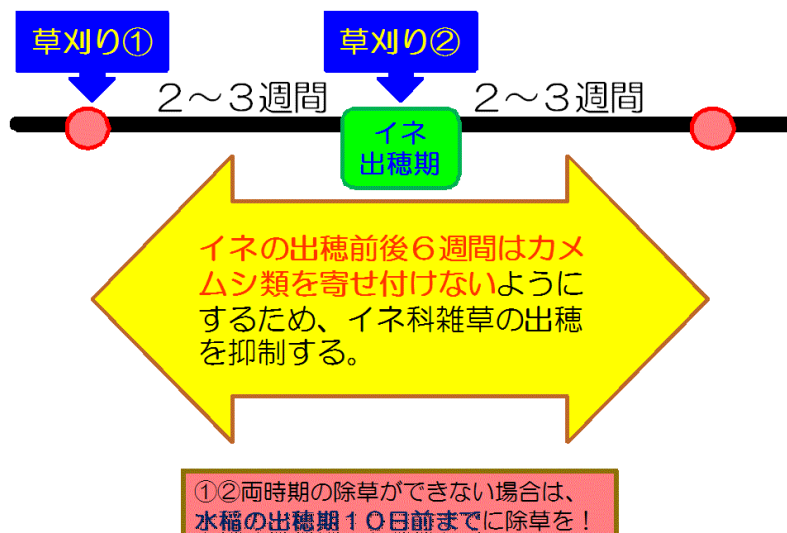 草刈り① 草刈り②
2～3週間 2～3週間
イネ
出穂期
イネの出穂前後6週間はカメ
ムシ類を寄せ付けないように
するため、イネ科雑草の出穂
を抑制する。
①②両時期の除草ができない場合は、
水稲の出穂期10日前までに除草を！